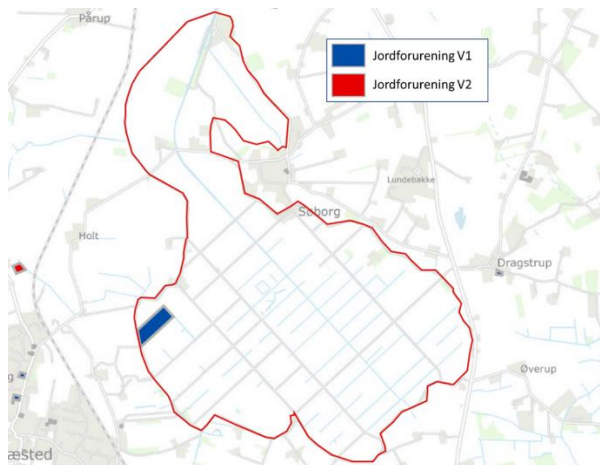 Pårup
Jordforurening V1
Jordforurening V2
Lundebakke
Søborg
Holt
Dragstrup
Øverup
g
æsted